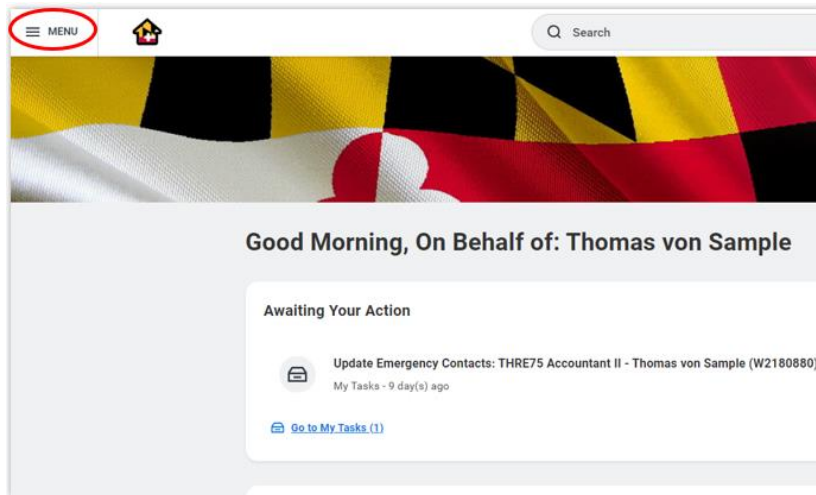 MENU
Search
Good Morning, On Behalf of: Thomas von Sample
Awaiting Your Action
Update Emergency Contacts: THRE75 Accountant II - Thomas von Sample (W2180880)
My Tasks - 9 day(s) ago
Go to My Tasks (1)